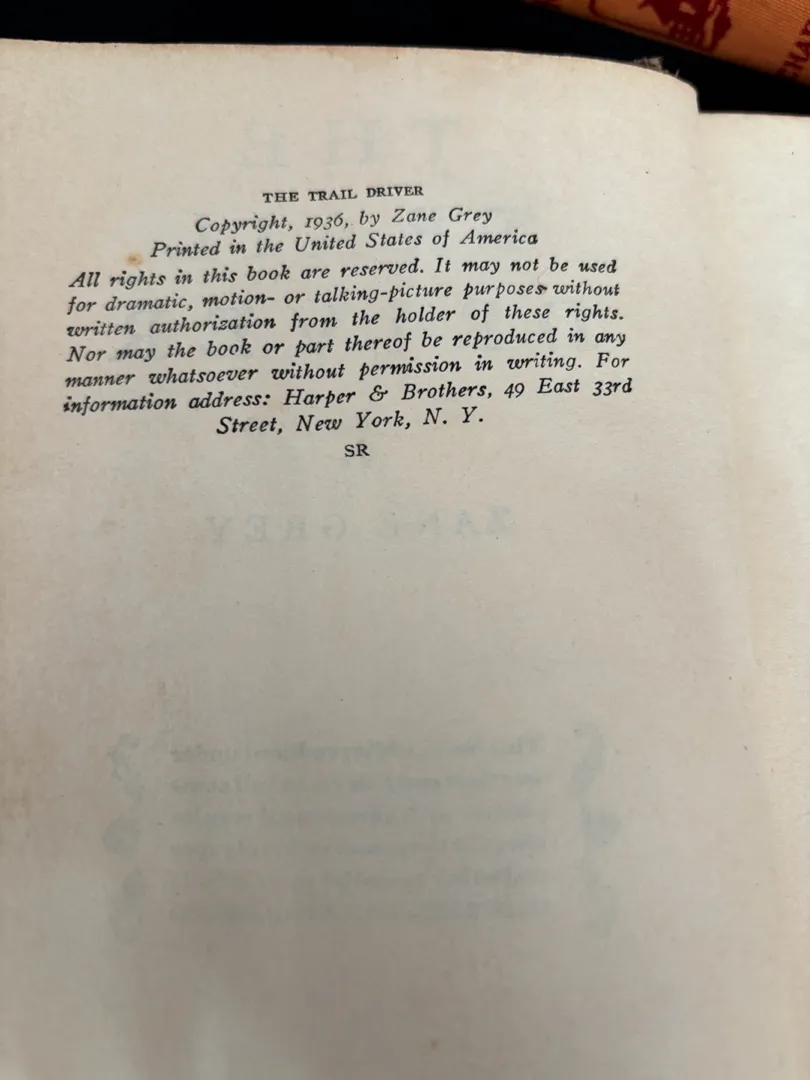 THE TRAIL DRIVER
Copyright, 1936, by Zane Grey
Printed in the United States of America
All rights in this book are reserved. It may not be used
for dramatic, motion- or talking-picture purposes without
written authorization from the holder of these rights.
Nor may the book or part thereof be reproduced in any
manner whatsoever without permission in writing. For
information address: Harper & Brothers, 49 East 33rd
Street, New York, N. Y.
SR
THE
ZANE GREY